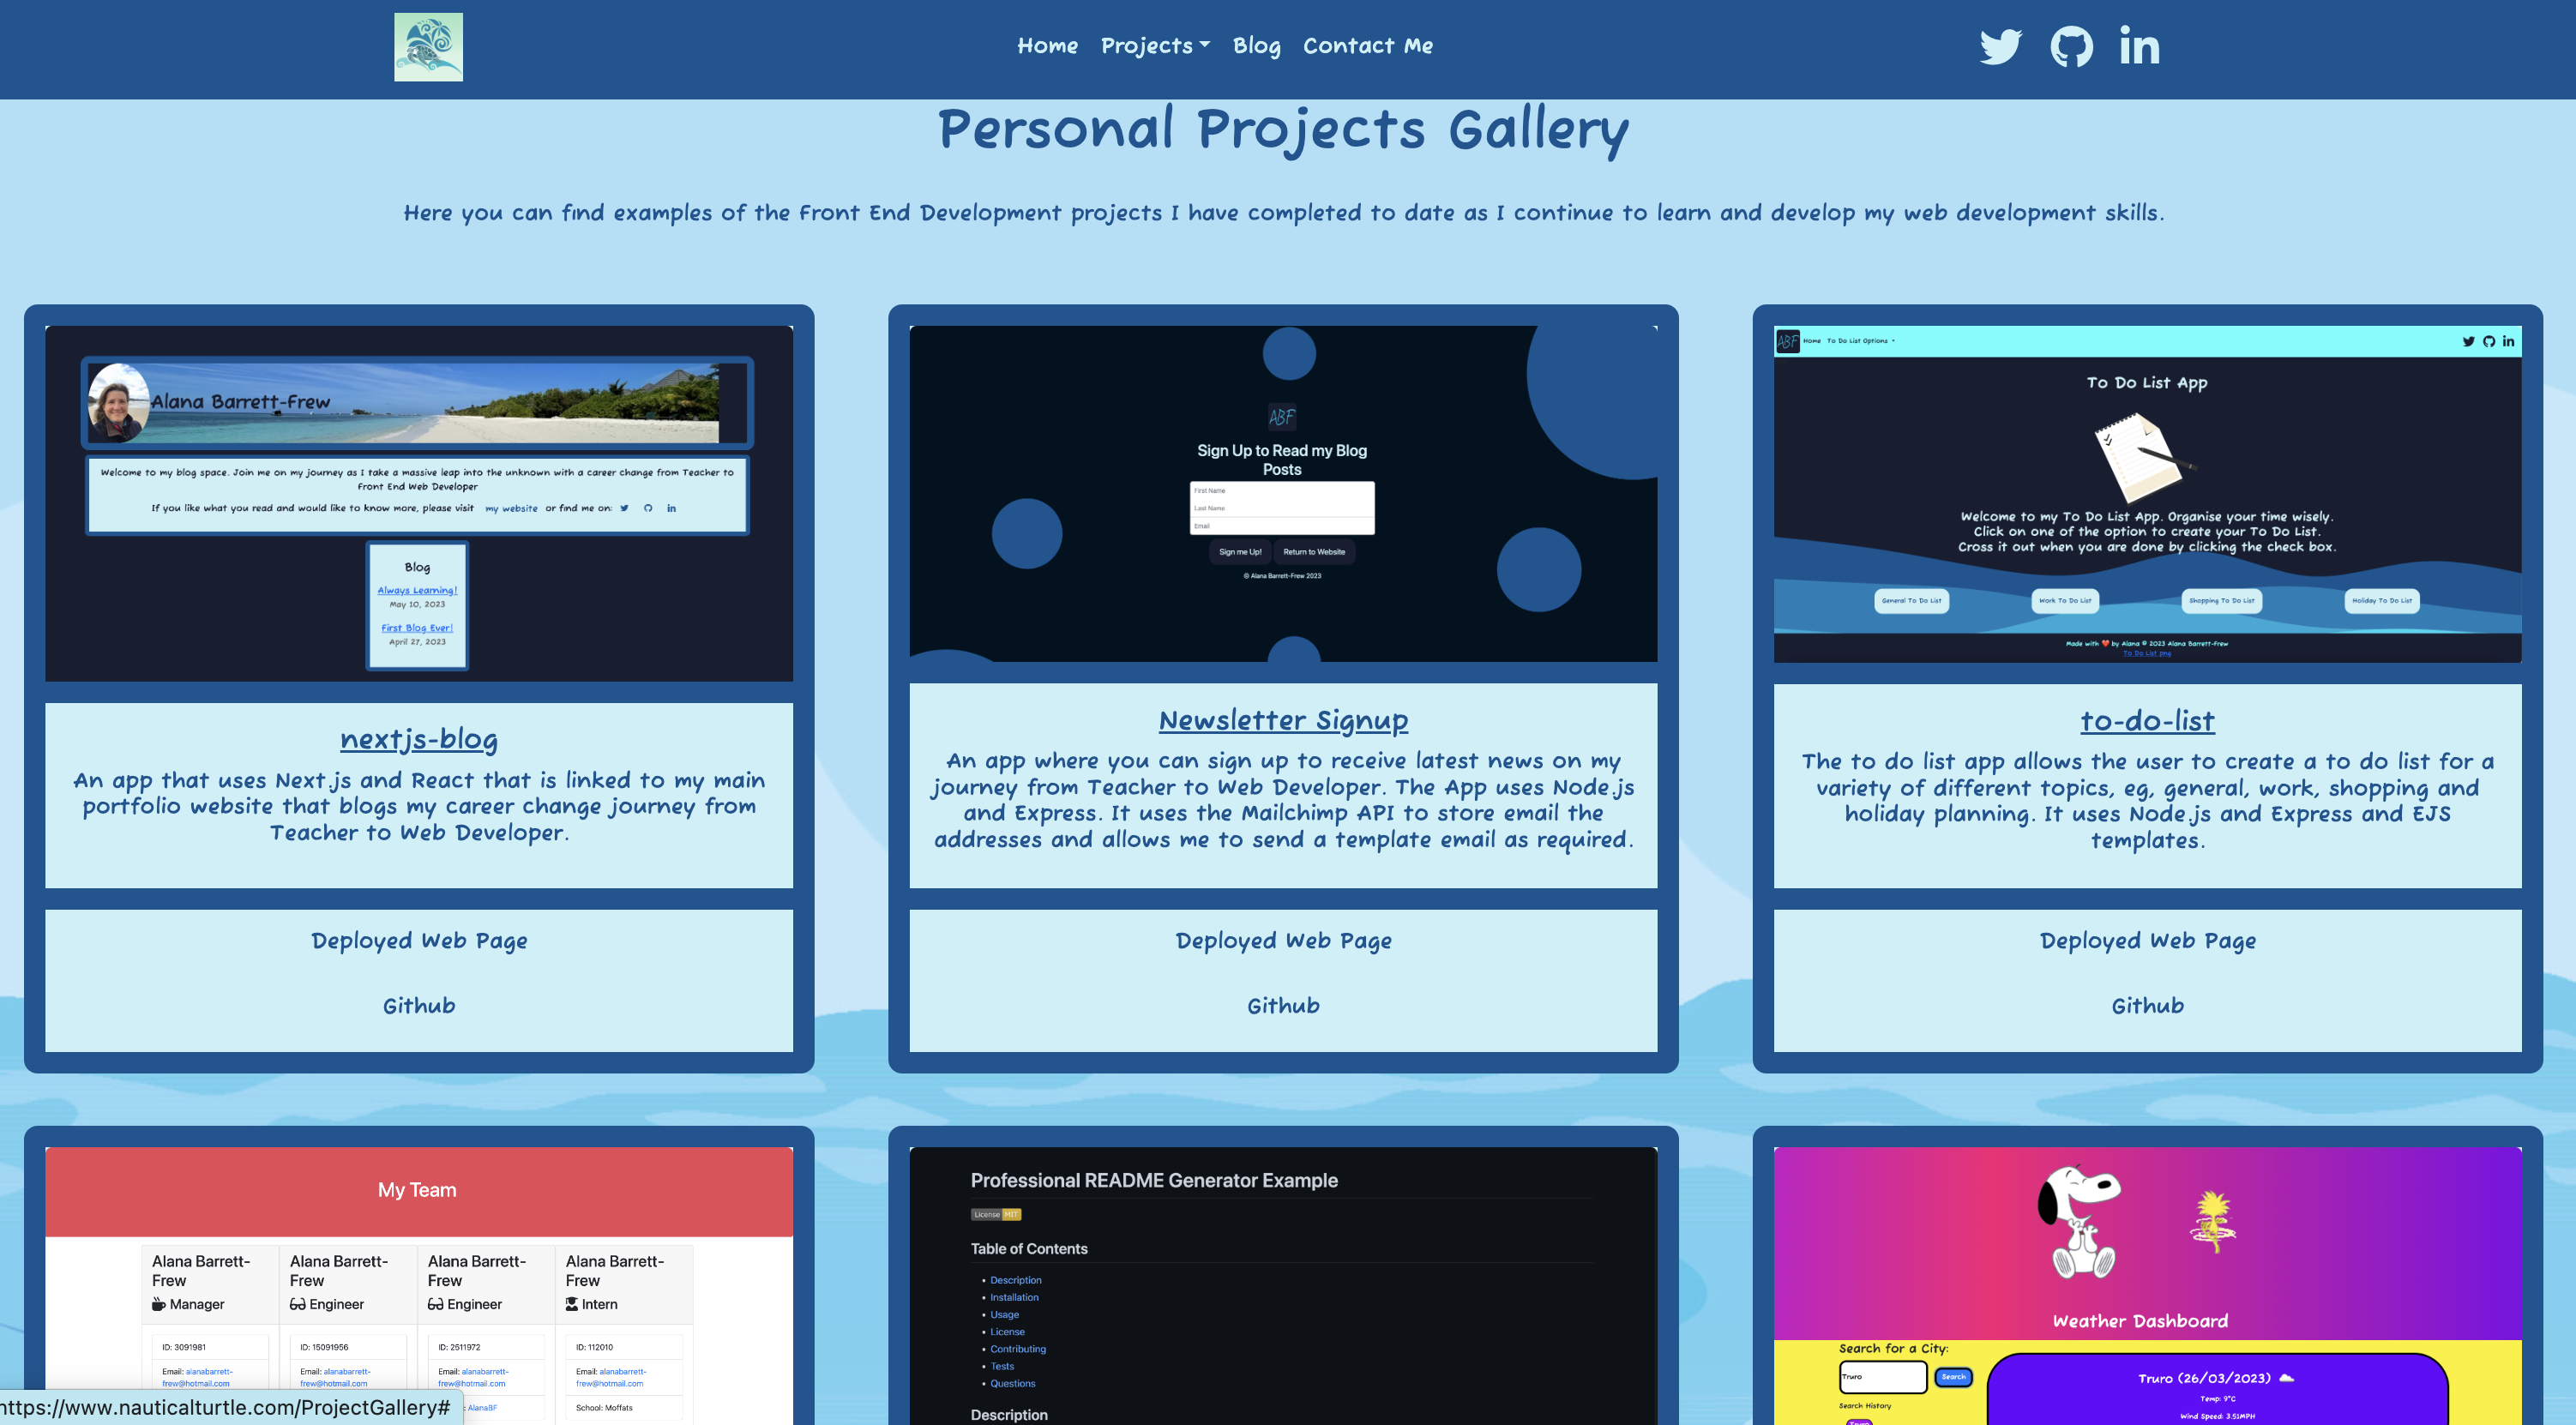 Home Projects Blog Contact Me
Personal Projects Gallery
Here you can find examples of the Front End Development projects I have completed to date as I continue to learn and develop my web development skills.
Alana Barrett-Frew
Welcome to my blog space. Join me on my journey as I take a massive leap into the unknown with a career change from Teacher to
Front End Web Developer
If you like what you read and would like to know more, please visit my website or find me on:
Blog
Always Learning!
May 10, 2023
First Blog Ever!
April 27, 2023
nextjs-blog
An app that uses Next.js and React that is linked to my main
portfolio website that blogs my career change journey from
Teacher to Web Developer.
Deployed Web Page
Github
ABF
Sign Up to Read my Blog
Posts
First Name
Last Name
Email
Sign me Up! Return to Website
© Alana Barrett-Frew 2023
Newsletter Signup
An app where you can sign up to receive latest news on my
journey from Teacher to Web Developer. The App uses Node.js
and Express. It uses the Mailchimp API to store email the
addresses and allows me to send a template email as required.
Deployed Web Page
Github
ABF Home To Do List Options
To Do List App
Welcome to my To Do List App. Organise your time wisely.
Click on one of the option to create your To Do List.
Cross it out when you are done by clicking the check box.
General To Do List Work To Do List Shopping To Do List Holiday To Do List
Made with ❤️ by Alana © 2023 Alana Barrett-Frew
To Do List png
to-do-list
The to do list app allows the user to create a to do list for a
variety of different topics, eg, general, work, shopping and
holiday planning. It uses Node.js and Express and EJS
templates.
Deployed Web Page
Github
My Team
Alana Barrett-
Frew
Manager
ID: 3091981
Email: alanabarrett-
frew@hotmail.com
Alana Barrett-
Frew
Engineer
ID: 15091956
Email: alanabarrett-
frew@hotmail.com
Alana Barrett-
Frew
Engineer
ID: 2511972
Email: alanabarrett-
frew@hotmail.com
: AlanaBF
Alana Barrett-
Frew
Intern
ID: 112010
Email: alanabarrett-
frew@hotmail.com
School: Moffats
Professional README Generator Example
License MIT
Table of Contents
Description
Installation
Usage
License
Contributing
Tests
Questions
Description
Weather Dashboard
Search for a City:
Truro Search
Search History
Truro
Truro (26/03/2023)
Temp: 9°C
Wind Speed: 3.51MPH
https://www.nauticalturtle.com/ProjectGallery#